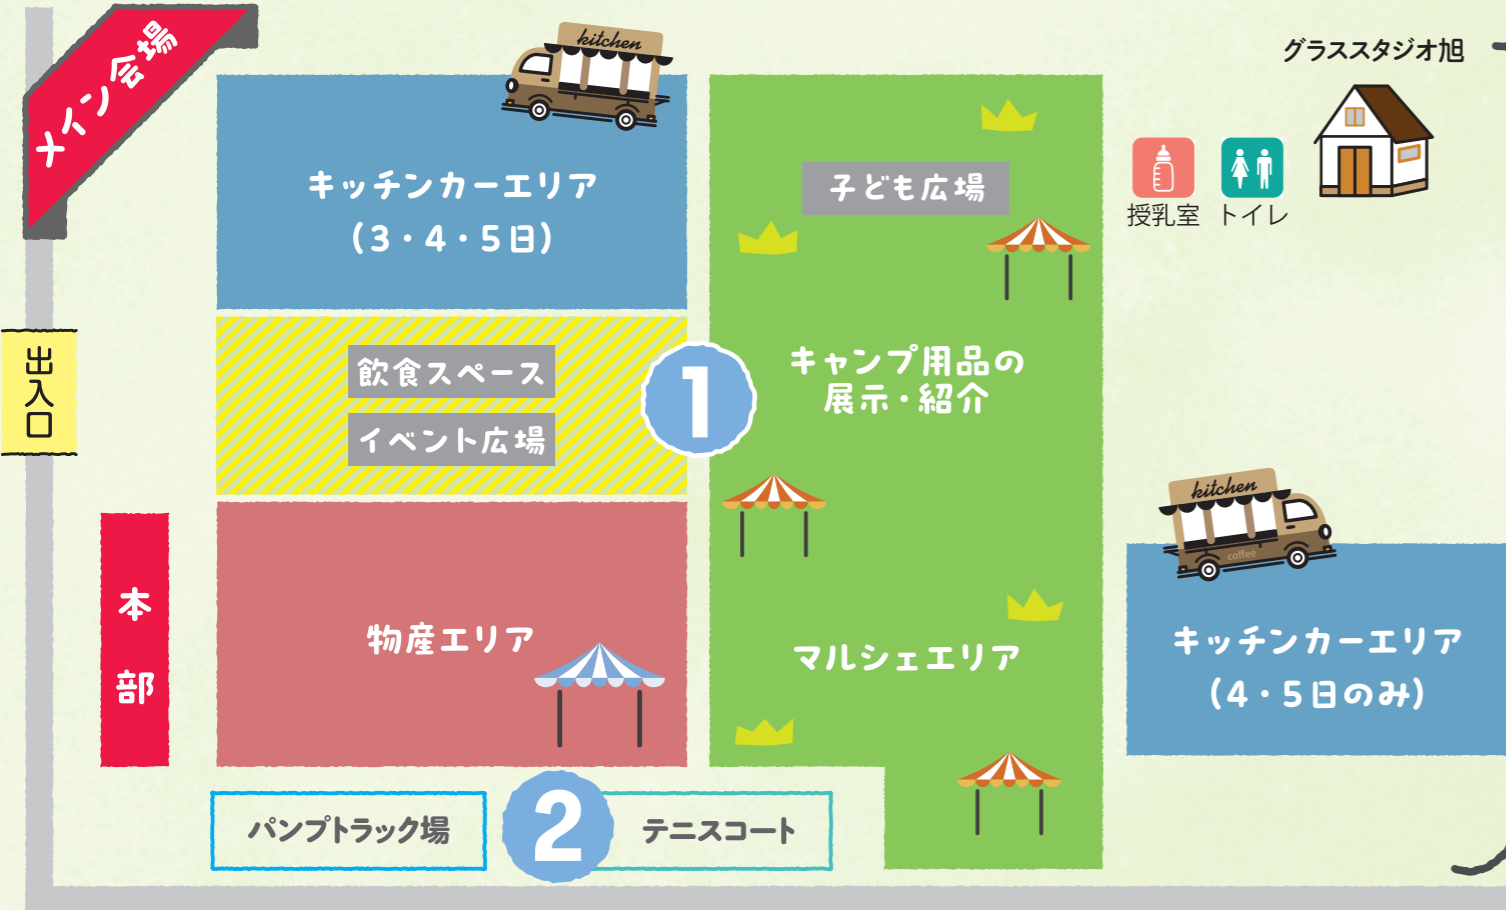 メイン会場
kitchen
グラススタジオ旭
キッチンカーエリア
(3・4・5日)
子ども広場
授乳室
トイレ
出入口
飲食スペース
イベント広場
1
キャンプ用品の
展示・紹介
kitchen
coffee
本部
物産エリア
マルシェエリア
キッチンカーエリア
(4・5日のみ)
パンプトラック場
2
テニスコート